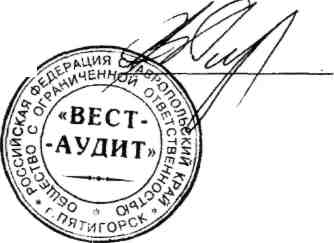 РОССИЙСКАЯ ФЕДЕРАЦИЯ СТАВРОПОЛЬСКИЙ КРАЙ
ОБЩЕСТВО С ОГРАНИЧЕННОЙ ОТВЕТСТВЕННОСТЬЮ
«ВЕСТ-
-АУДИТ»
* Г. ПЯТИГОРСК *